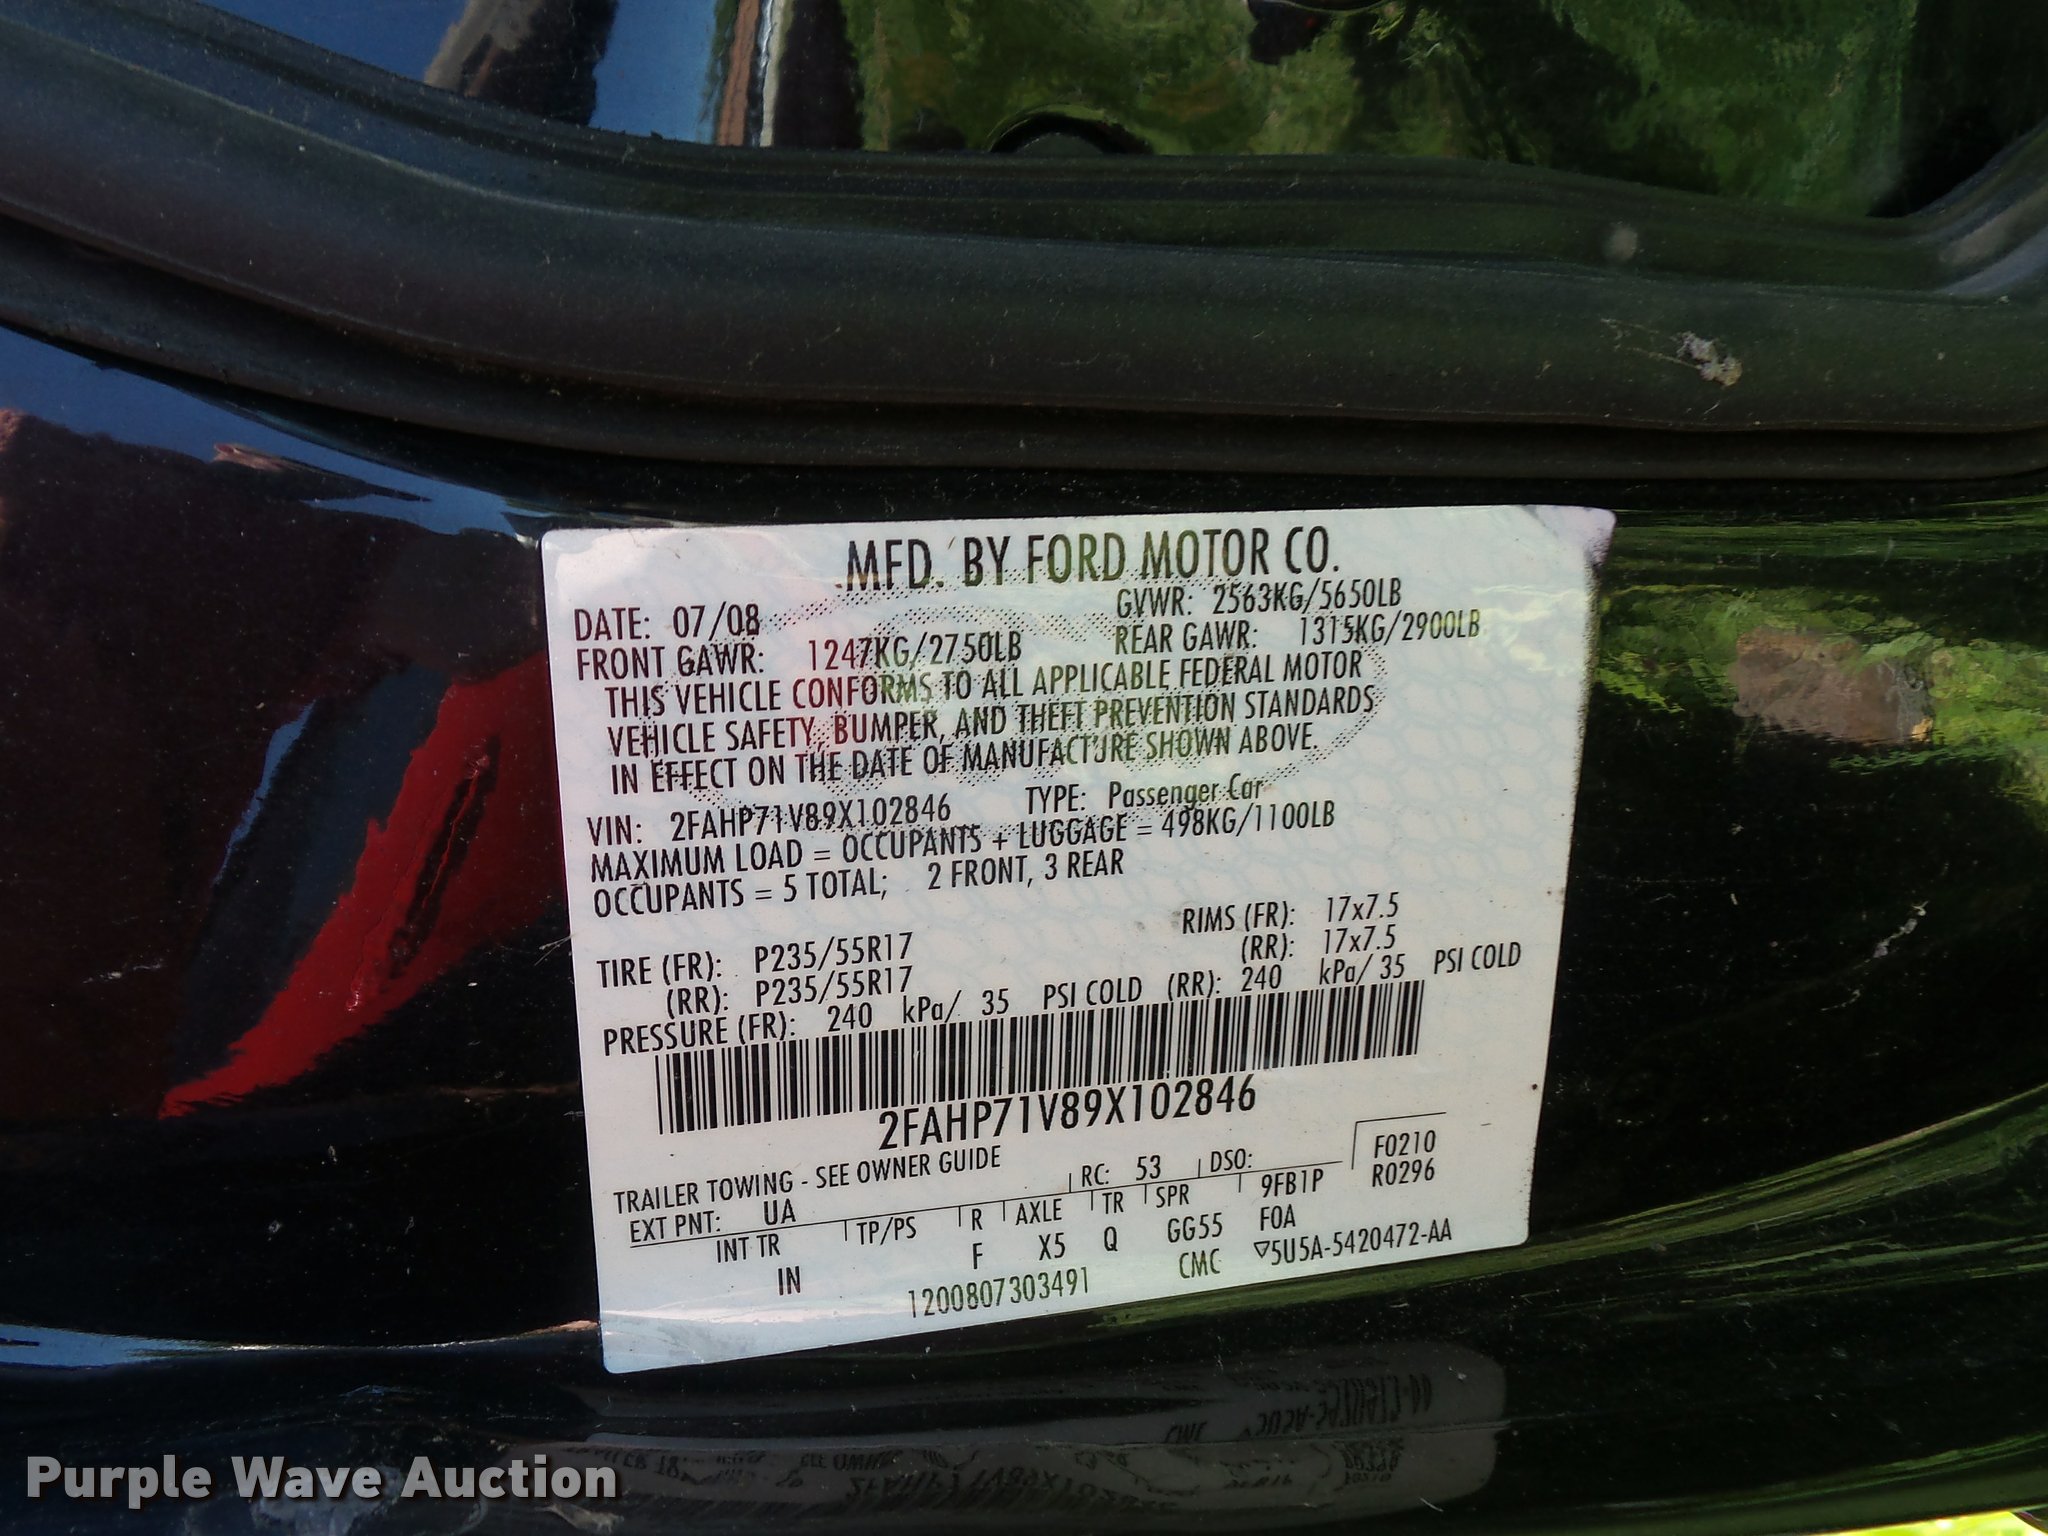 MFD. BY FORD MOTOR CO.
DATE: 07/08 GVWR: 2563KG/5650LB
FRONT GAWR: 1247KG/2750LB REAR GAWR: 1315KG/2900LB
THIS VEHICLE CONFORMS TO ALL APPLICABLE FEDERAL MOTOR
VEHICLE SAFETY, BUMPER, AND THEFT PREVENTION STANDARDS
IN EFFECT ON THE DATE OF MANUFACTURE SHOWN ABOVE.
VIN: 2FAHP71V89X102846 TYPE: Passenger Car
MAXIMUM LOAD = OCCUPANTS + LUGGAGE = 498KG/1100LB
OCCUPANTS = 5 TOTAL; 2 FRONT, 3 REAR
TIRE (FR): P235/55R17 RIMS (FR): 17x7.5
(RR): P235/55R17 (RR): 17x7.5
PRESSURE (FR): 240 kPa/ 35 PSI COLD (RR): 240 kPa/ 35 PSI COLD
2FAHP71V89X102846
TRAILER TOWING - SEE OWNER GUIDE
EXT PNT: UA RC: 53 DSO: F0210
INT TR TP/PS R AXLE TR SPR 9FB1P R0296
IN F X5 Q GG55 FOA
1200807303491 CMC ▽5U5A-5420472-AA
Purple Wave Auction